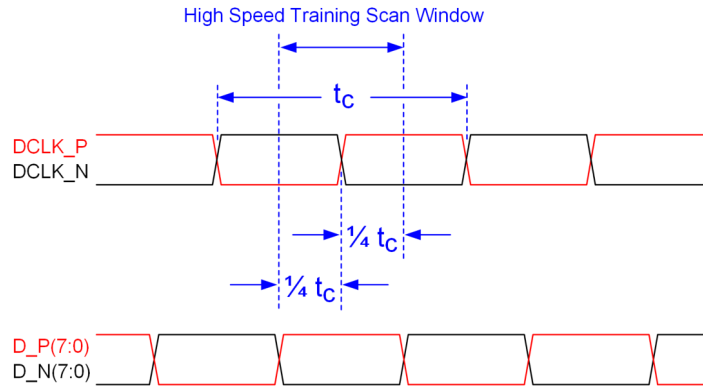 High Speed Training Scan Window
tc
DCLK_P
DCLK_N
¼ tc
¼ tc
D_P(7:0)
D_N(7:0)